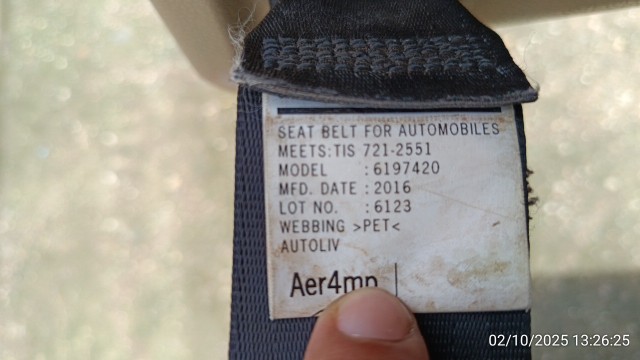 SEAT BELT FOR AUTOMOBILES
MEETS:TIS 721-2551
MODEL : 6197420
MFD. DATE : 2016
LOT NO. : 6123
WEBBING >PET<
AUTOLIV
Aer4mp
02/10/2025 13:26:25